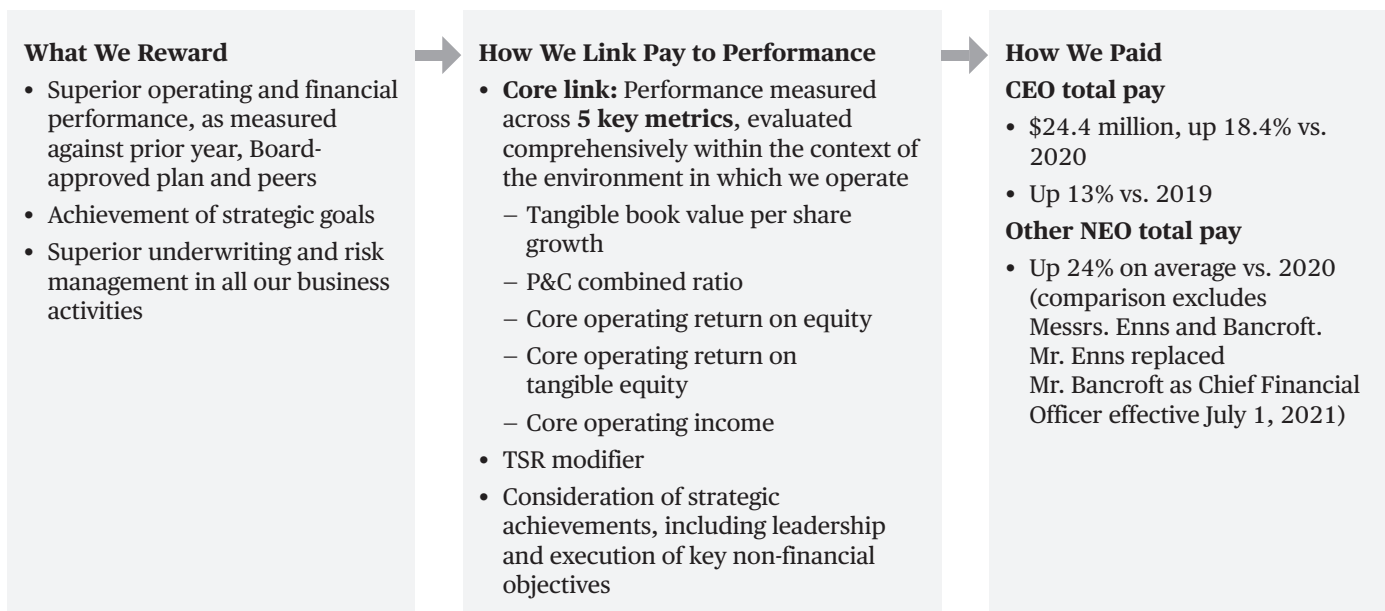 What We Reward
• Superior operating and financial
performance, as measured
against prior year, Board-
approved plan and peers
• Achievement of strategic goals
• Superior underwriting and risk
management in all our business
activities
How We Link Pay to Performance
• Core link: Performance measured
across 5 key metrics, evaluated
comprehensively within the context of
the environment in which we operate
– Tangible book value per share
growth
– P&C combined ratio
– Core operating return on equity
– Core operating return on
tangible equity
– Core operating income
• TSR modifier
• Consideration of strategic
achievements, including leadership
and execution of key non-financial
objectives
How We Paid
CEO total pay
• $24.4 million, up 18.4% vs.
2020
• Up 13% vs. 2019
Other NEO total pay
• Up 24% on average vs. 2020
(comparison excludes
Messrs. Enns and Bancroft.
Mr. Enns replaced
Mr. Bancroft as Chief Financial
Officer effective July 1, 2021)